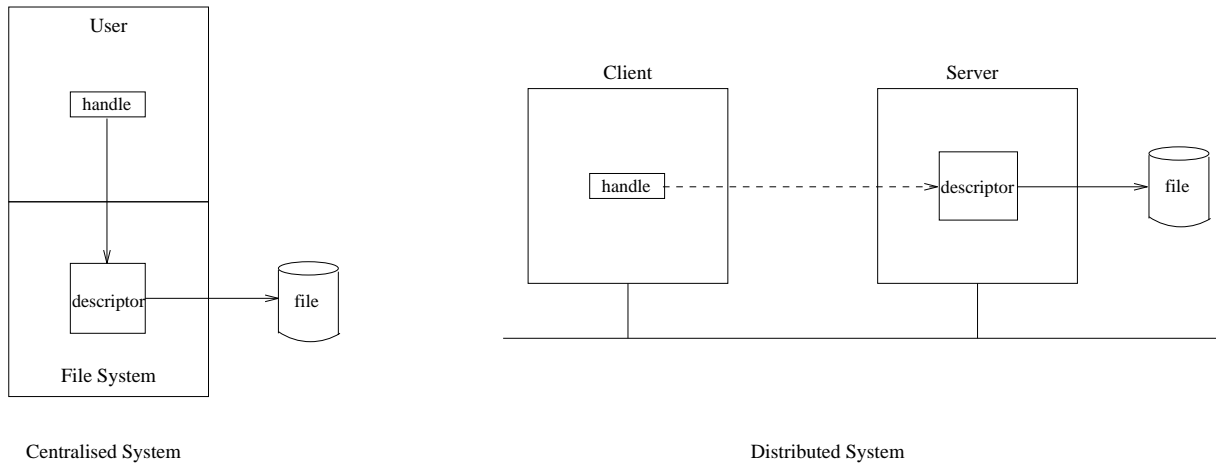 User
handle
descriptor
file
File System
Centralised System
Client
Server
handle
descriptor
file
Distributed System